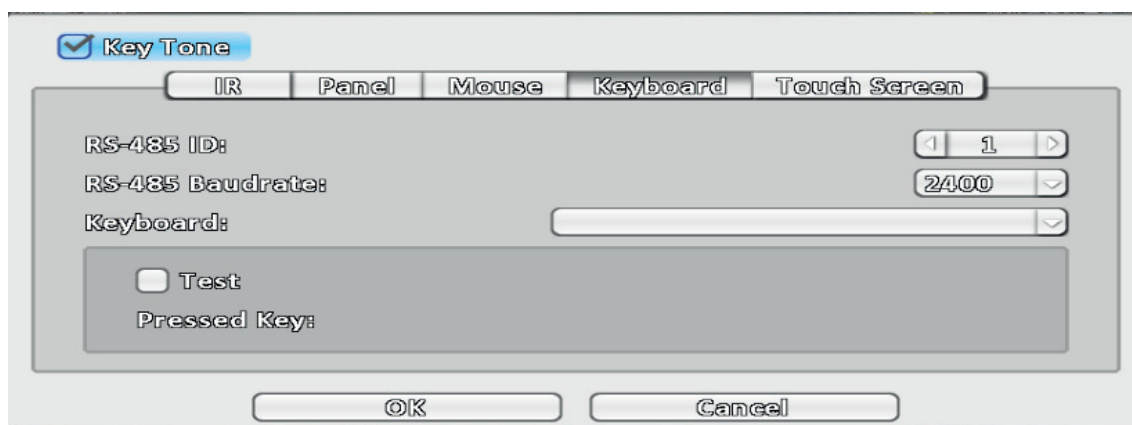 Key Tone
IR Panel Mouse Keyboard Touch Screen
RS-485 ID: 1
RS-485 Baudrate: 2400
Keyboard:
Test
Pressed Key:
OK Cancel